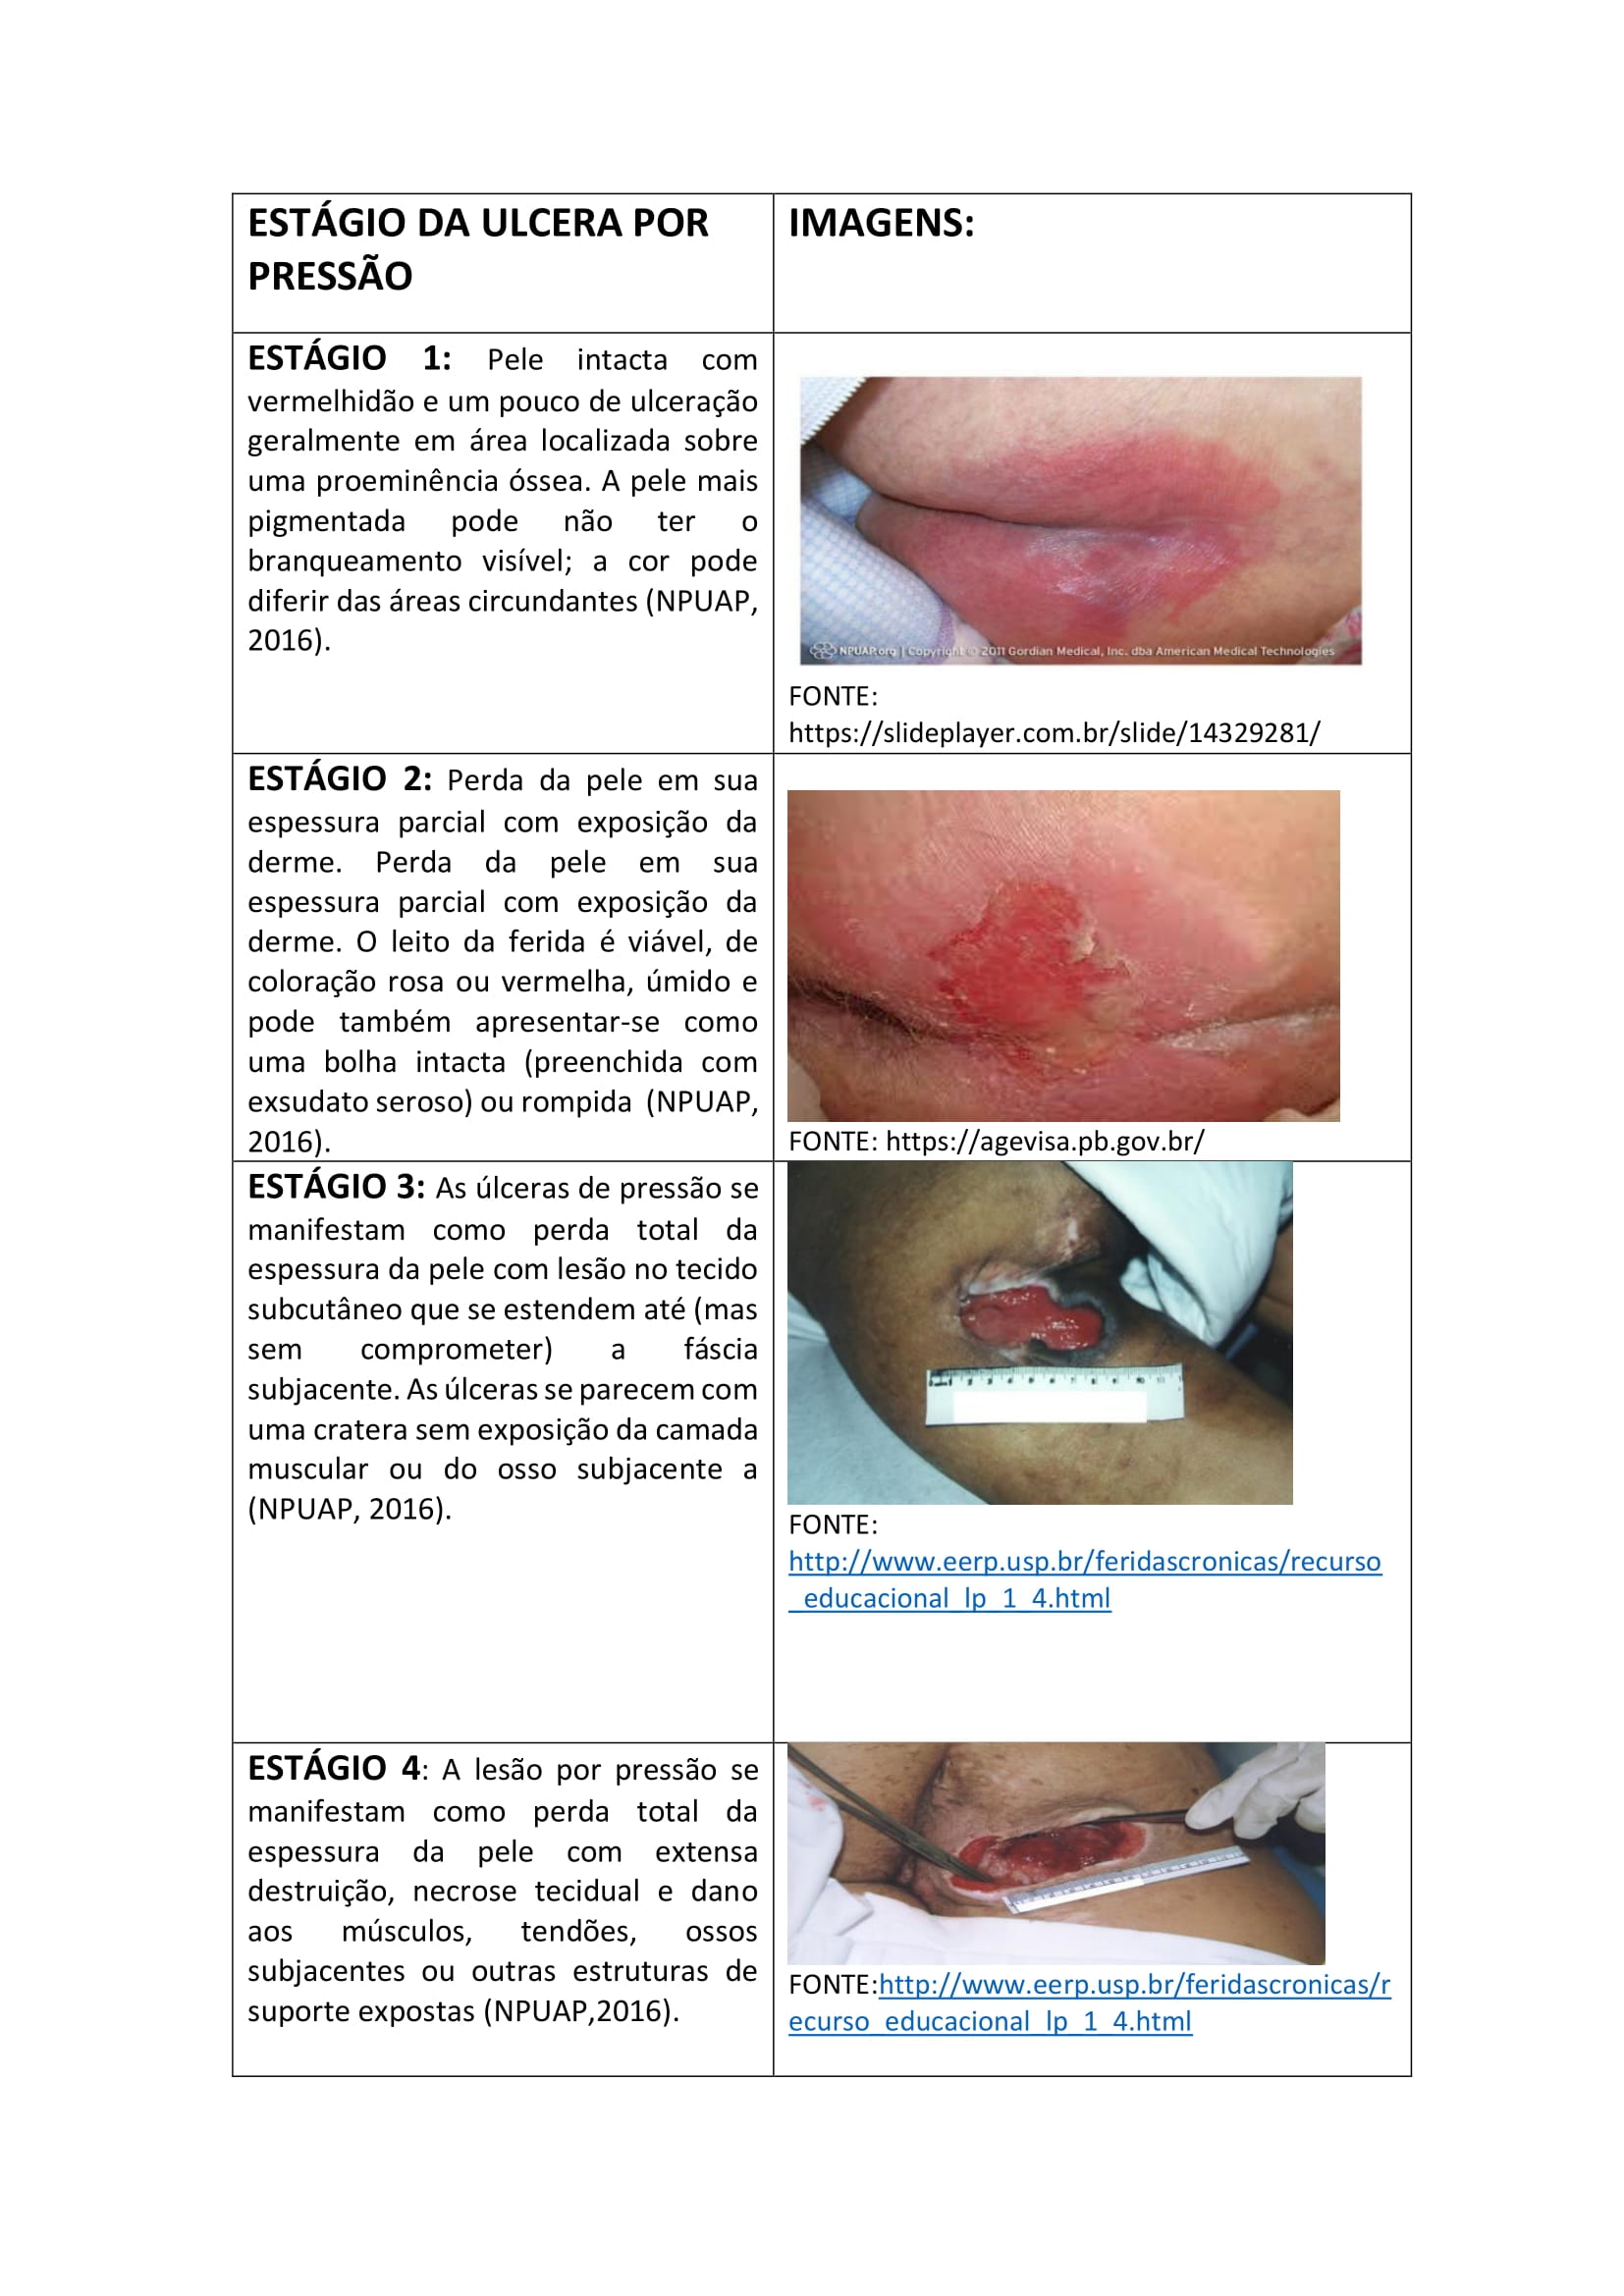 ESTÁGIO DA ULCERA POR
PRESSÃO
IMAGENS:
ESTÁGIO 1: Pele intacta com
vermelhidão e um pouco de ulceração
geralmente em área localizada sobre
uma proeminência óssea. A pele mais
pigmentada pode não ter o
branqueamento visível; a cor pode
diferir das áreas circundantes (NPUAP,
2016).
NPUAP.org | Copyright © 2011 Gordian Medical, Inc. dba American Medical Technologies
FONTE:
https://slideplayer.com.br/slide/14329281/
ESTÁGIO 2: Perda da pele em sua
espessura parcial com exposição da
derme. Perda da pele em sua
espessura parcial com exposição da
derme. O leito da ferida é viável, de
coloração rosa ou vermelha, úmido e
pode também apresentar-se como
uma bolha intacta (preenchida com
exsudato seroso) ou rompida (NPUAP,
2016).
FONTE: https://agevisa.pb.gov.br/
ESTÁGIO 3: As úlceras de pressão se
manifestam como perda total da
espessura da pele com lesão no tecido
subcutâneo que se estendem até (mas
sem comprometer) a fáscia
subjacente. As úlceras se parecem com
uma cratera sem exposição da camada
muscular ou do osso subjacente a
(NPUAP, 2016).
FONTE:
http://www.eerp.usp.br/feridascronicas/recurso
_educacional_lp_1_4.html
ESTÁGIO 4: A lesão por pressão se
manifestam como perda total da
espessura da pele com extensa
destruição, necrose tecidual e dano
aos músculos, tendões, ossos
subjacentes ou outras estruturas de
suporte expostas (NPUAP,2016).
FONTE:http://www.eerp.usp.br/feridascronicas/r
ecurso_educacional_lp_1_4.html